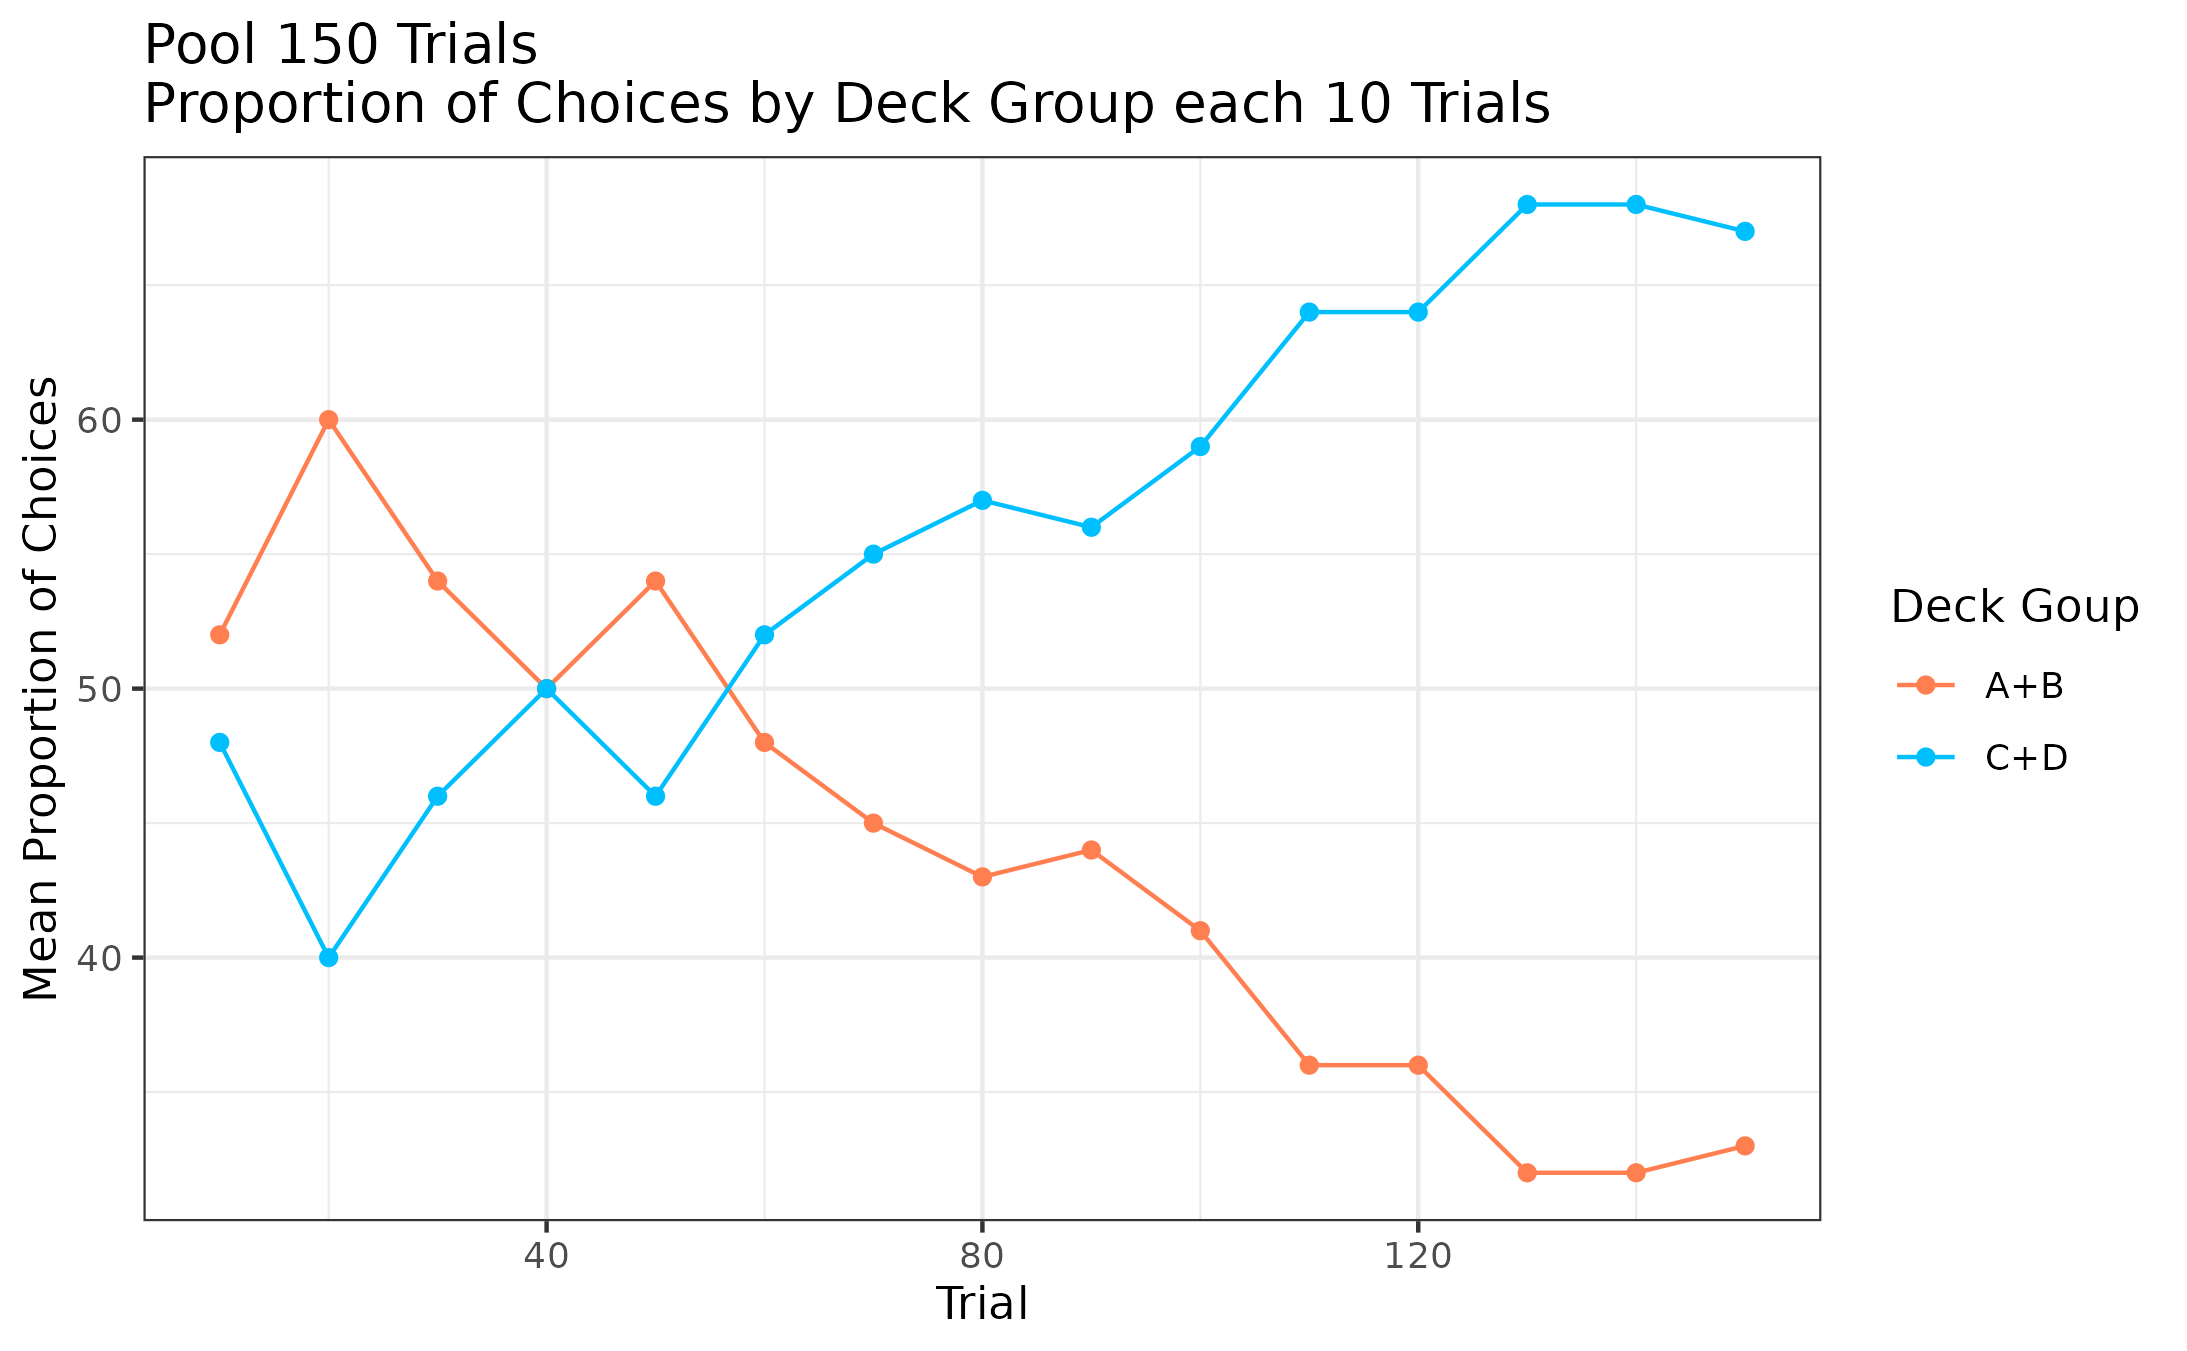 Pool 150 Trials
Proportion of Choices by Deck Group each 10 Trials
Mean Proportion of Choices
60
50
40
40
80
120
Trial
Deck Goup
A+B
C+D